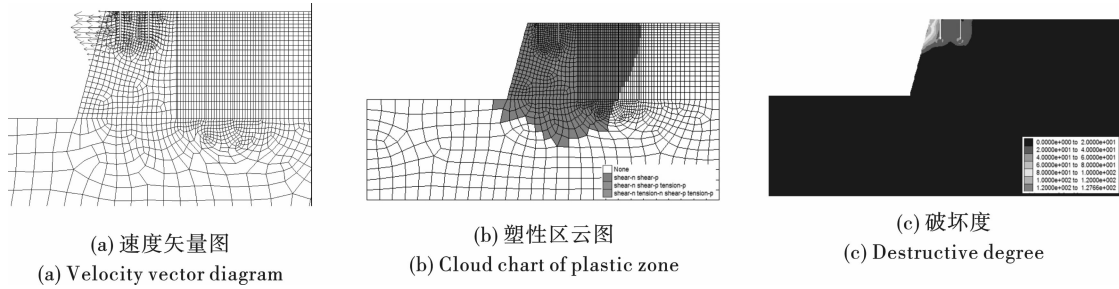 None
shear-n shear-p
shear-n shear-p tension-p
shear-n tension-n shear-p tension-p
0.0000e+000 to 2.0000e+001
2.0000e+001 to 4.0000e+001
4.0000e+001 to 6.0000e+001
6.0000e+001 to 8.0000e+001
8.0000e+001 to 1.0000e+002
1.0000e+002 to 1.2000e+002
1.2000e+002 to 1.2766e+002
(a) 速度矢量图
(a) Velocity vector diagram
(b) 塑性区云图
(b) Cloud chart of plastic zone
(c) 破坏度
(c) Destructive degree